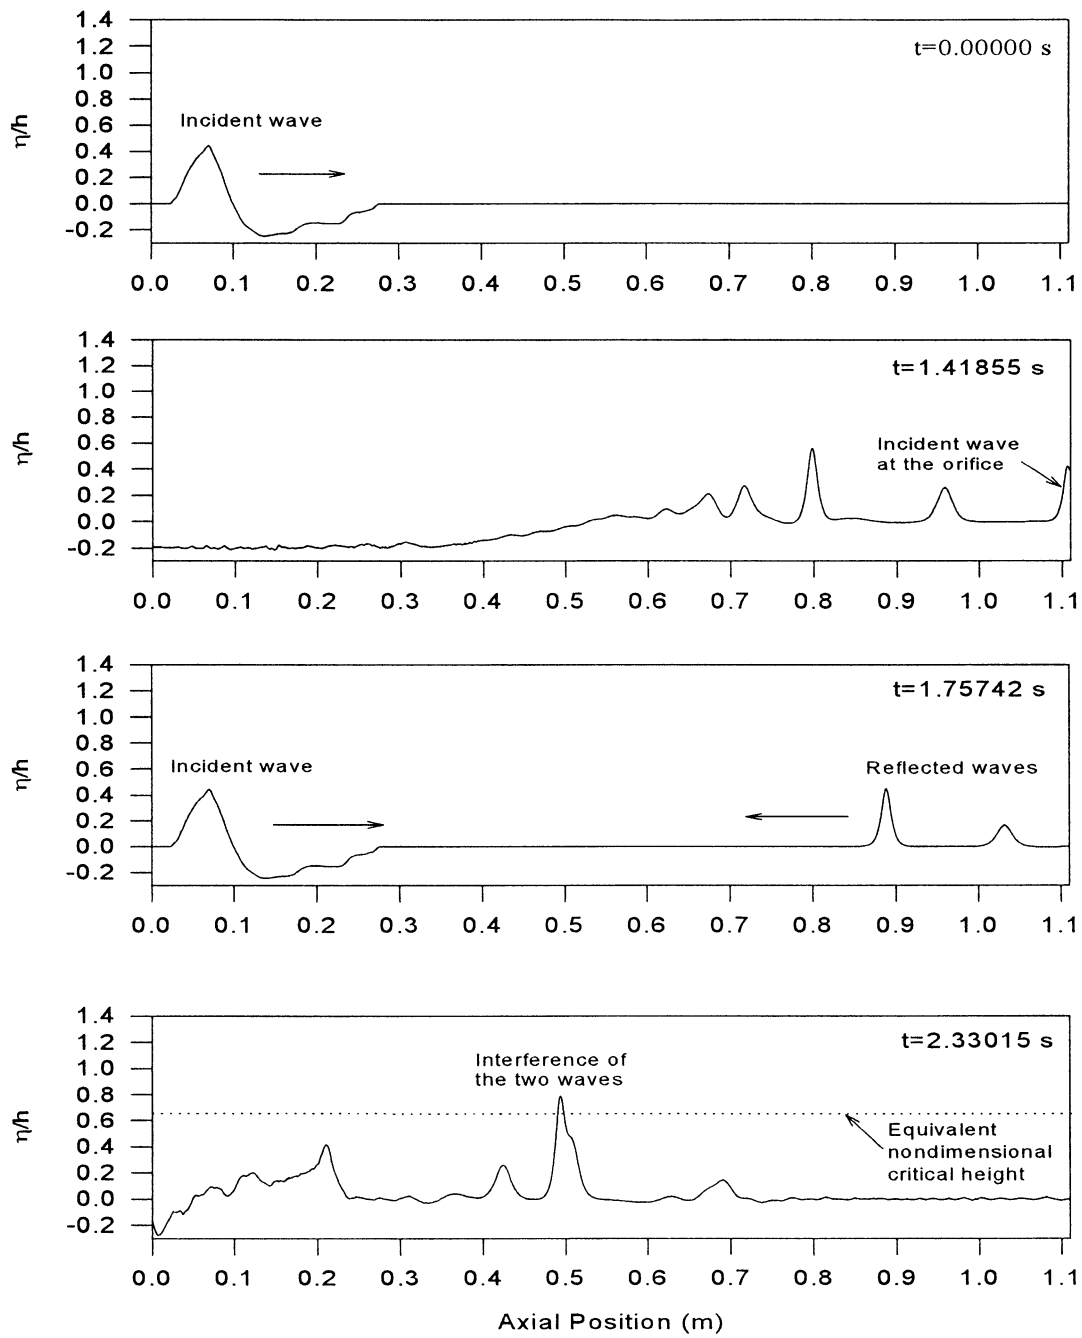 1.4
t=0.00000 s
1.2
1.0
0.8
Incident wave
η/h
0.6
0.4
0.2
0.0
-0.2
0.0 0.1 0.2 0.3 0.4 0.5 0.6 0.7 0.8 0.9 1.0 1.1
1.4
t=1.41855 s
1.2
1.0
0.8
η/h
0.6
Incident wave
at the orifice
0.4
0.2
0.0
-0.2
0.0 0.1 0.2 0.3 0.4 0.5 0.6 0.7 0.8 0.9 1.0 1.1
1.4
t=1.75742 s
1.2
1.0
0.8
η/h
0.6
Incident wave
Reflected waves
0.4
0.2
0.0
-0.2
0.0 0.1 0.2 0.3 0.4 0.5 0.6 0.7 0.8 0.9 1.0 1.1
1.4
t=2.33015 s
1.2
1.0
Interference of
the two waves
0.8
η/h
0.6
Equivalent
nondimensional
critical height
0.4
0.2
0.0
-0.2
0.0 0.1 0.2 0.3 0.4 0.5 0.6 0.7 0.8 0.9 1.0 1.1
Axial Position (m)